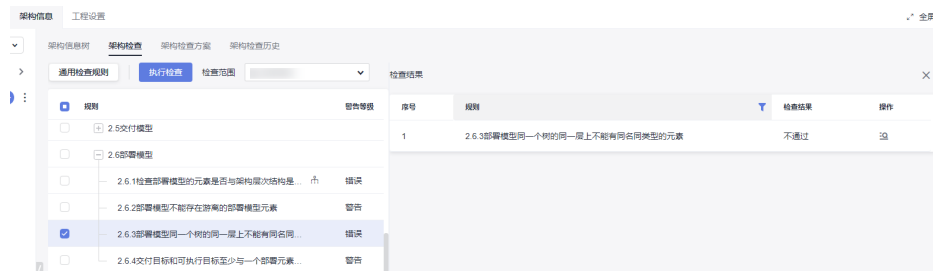 架构信息 工程设置 全屏
架构信息树 架构检查 架构检查方案 架构检查历史
通用检查规则 执行检查 检查范围 检查结果
规则 警告等级 序号 规则 检查结果 操作
2.5交付模型
1 2.6.3部署模型同一个树的同一层上不能有同名同类型的元素 不通过
2.6部署模型
2.6.1检查部署模型的元素是否与架构层次结构是... 错误
2.6.2部署模型不能存在游离的部署模型元素 警告
2.6.3部署模型同一个树的同一层上不能有同名同... 错误
2.6.4交付目标和可执行目标至少与一个部署元素... 警告